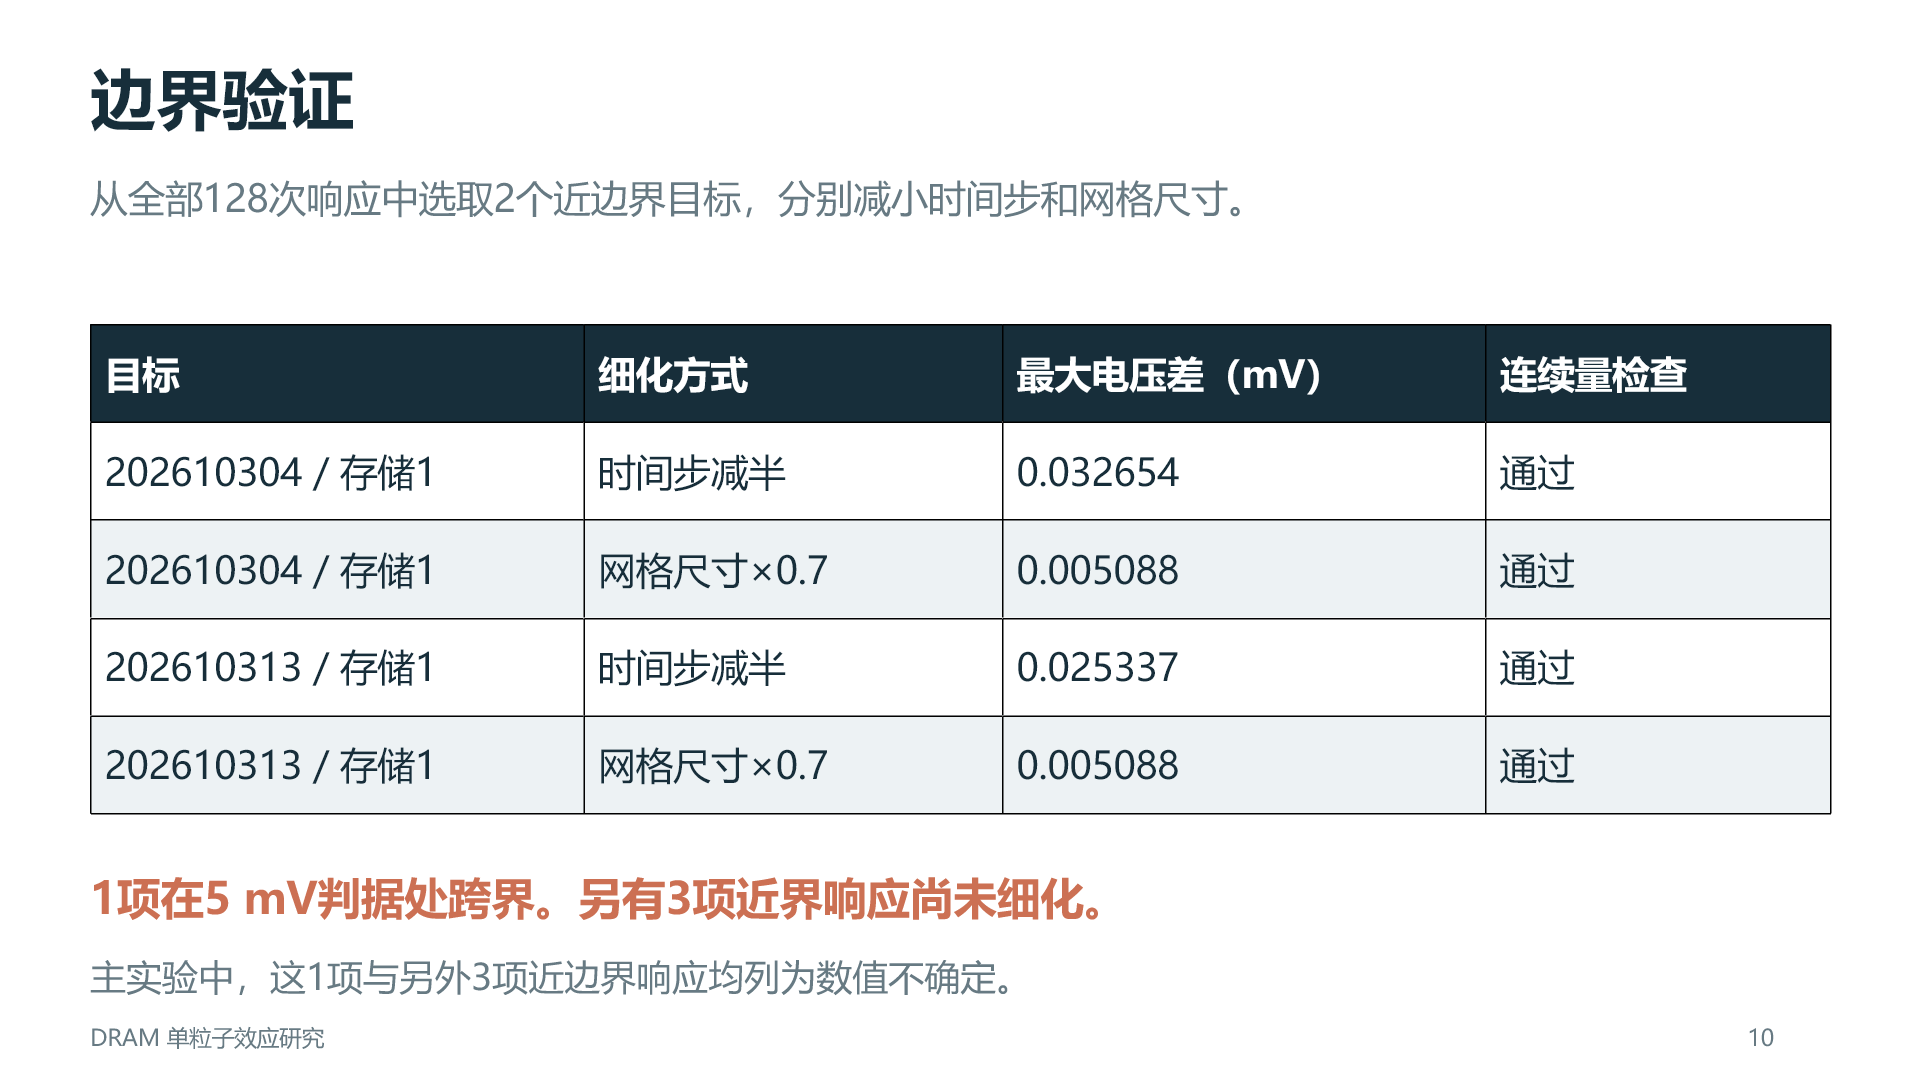 边界验证
从全部128次响应中选取2个近边界目标，分别减小时间步和网格尺寸。
目标 细化方式 最大电压差（mV） 连续量检查
202610304 / 存储1 时间步减半 0.032654 通过
202610304 / 存储1 网格尺寸×0.7 0.005088 通过
202610313 / 存储1 时间步减半 0.025337 通过
202610313 / 存储1 网格尺寸×0.7 0.005088 通过
1项在5 mV判据处跨界。另有3项近界响应尚未细化。
主实验中，这1项与另外3项近边界响应均列为数值不确定。
DRAM 单粒子效应研究 10